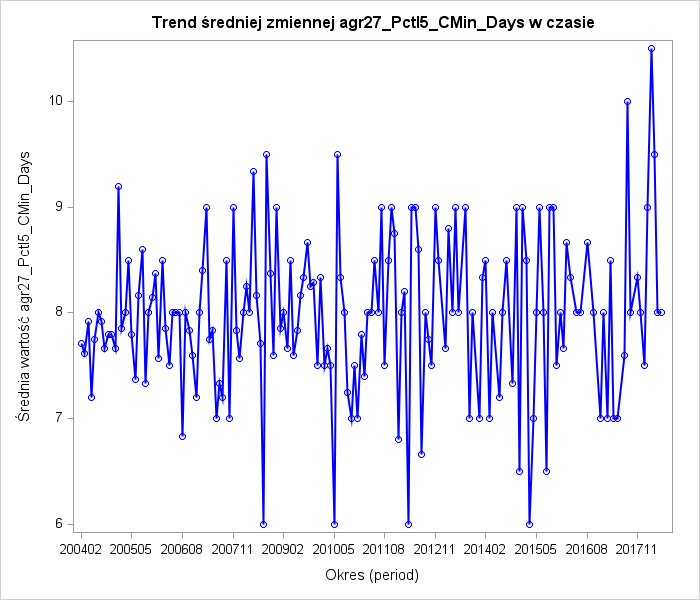 Trend średniej zmiennej agr27_Pctl5_CMin_Days w czasie
Średnia wartość agr27_Pctl5_CMin_Days
10
9
8
7
6
200402 200505 200608 200711 200902 201005 201108 201211 201402 201505 201608 201711
Okres (period)